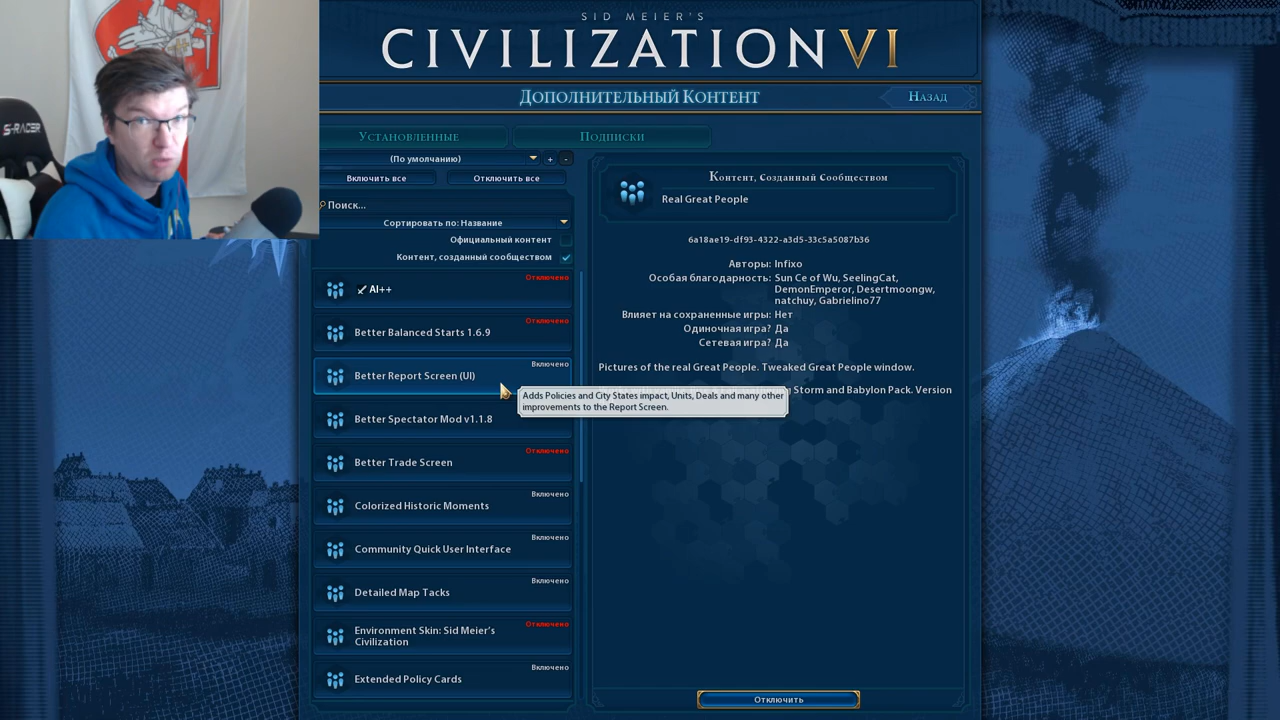 SID MEIER'S
CIVILIZATION VI
Дополнительный Контент
Назад
Установленные
Подписки
(По умолчанию)
+
-
Включить все
Отключить все
Поиск...
Сортировать по: Название
Официальный контент
Контент, созданный сообществом
Отключено
AI++
Отключено
Better Balanced Starts 1.6.9
Включено
Better Report Screen (UI)
Better Spectator Mod v1.1.8
Отключено
Better Trade Screen
Включено
Colorized Historic Moments
Включено
Community Quick User Interface
Включено
Detailed Map Tacks
Отключено
Environment Skin: Sid Meier's
Civilization
Включено
Extended Policy Cards
Adds Policies and City States impact, Units, Deals and many other
improvements to the Report Screen.
Контент, Созданный Сообществом
Real Great People
6a18ae19-df93-4322-a3d5-33c5a5087b36
Авторы: Infixo
Особая благодарность: Sun Ce of Wu, SeelingCat,
DemonEmperor, Desertmoongw,
natchuy, Gabrielino77
Влияет на сохраненные игры: Нет
Одиночная игра? Да
Сетевая игра? Да
Pictures of the real Great People. Tweaked Great People window.
Storm and Babylon Pack. Version
Отключить
S-RACER